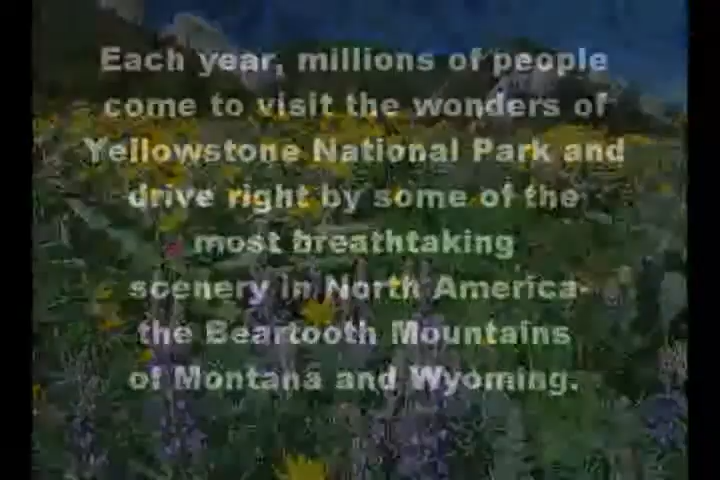 Each year, millions of people
come to visit the wonders of
Yellowstone National Park and
drive right by some of the
most breathtaking
scenery in North America-
the Beartooth Mountains
of Montana and Wyoming.